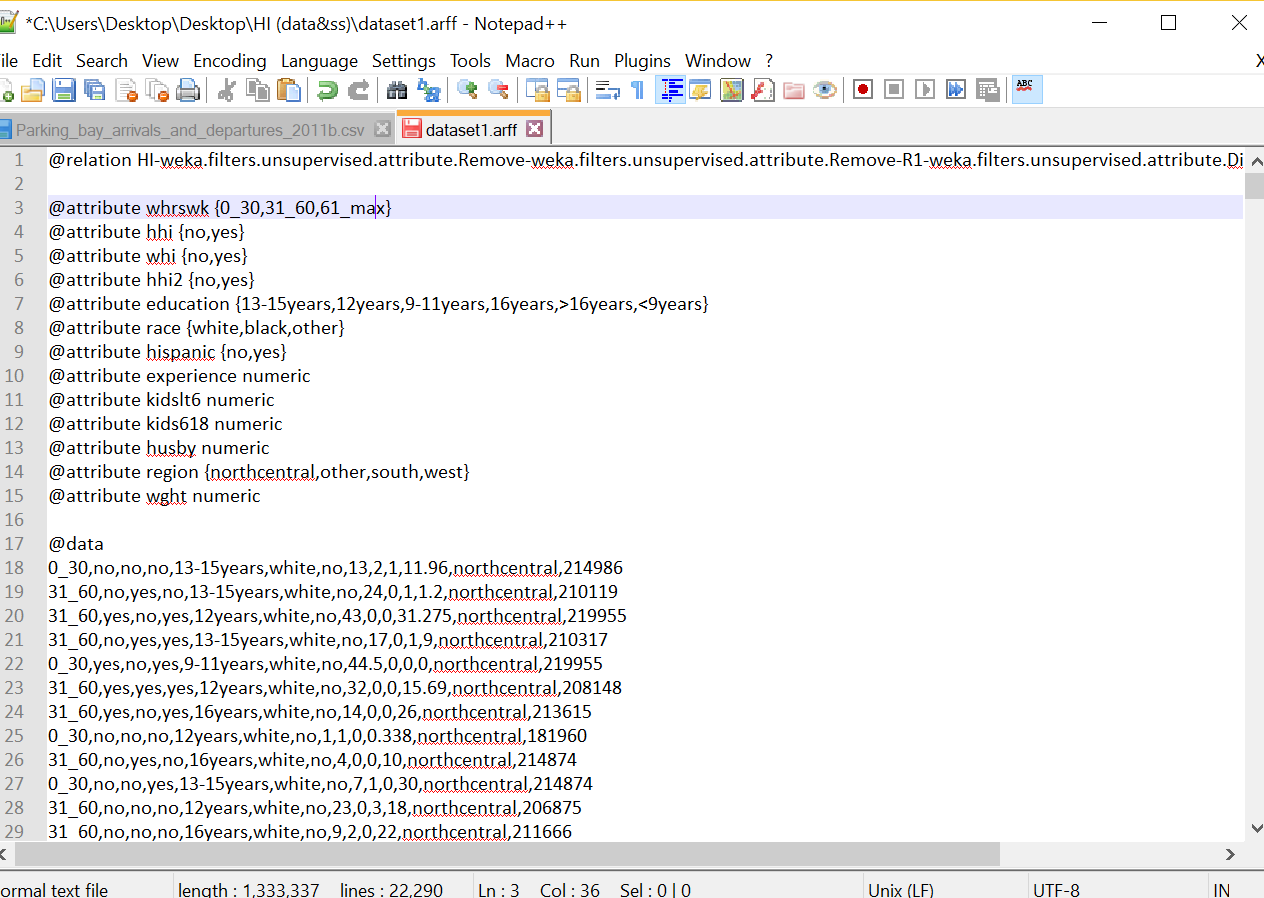 *C:\Users\Desktop\Desktop\HI (data&ss)\dataset1.arff - Notepad++
ile Edit Search View Encoding Language Settings Tools Macro Run Plugins Window ? X
ABC
Parking_bay_arrivals_and_departures_2011b.csv dataset1.arff
1 @relation HI-weka.filters.unsupervised.attribute.Remove-weka.filters.unsupervised.attribute.Remove-R1-weka.filters.unsupervised.attribute.Di
2
3 @attribute whrswk {0_30,31_60,61_max}
4 @attribute hhi {no,yes}
5 @attribute whi {no,yes}
6 @attribute hhi2 {no,yes}
7 @attribute education {13-15years,12years,9-11years,16years,>16years,<9years}
8 @attribute race {white,black,other}
9 @attribute hispanic {no,yes}
10 @attribute experience numeric
11 @attribute kidslt6 numeric
12 @attribute kids618 numeric
13 @attribute husby numeric
14 @attribute region {northcentral,other,south,west}
15 @attribute wght numeric
16
17 @data
18 0_30,no,no,no,13-15years,white,no,13,2,1,11.96,northcentral,214986
19 31_60,no,yes,no,13-15years,white,no,24,0,1,1.2,northcentral,210119
20 31_60,yes,no,yes,12years,white,no,43,0,0,31.275,northcentral,219955
21 31_60,no,yes,yes,13-15years,white,no,17,0,1,9,northcentral,210317
22 0_30,yes,no,yes,9-11years,white,no,44.5,0,0,0,northcentral,219955
23 31_60,yes,yes,yes,12years,white,no,32,0,0,15.69,northcentral,208148
24 31_60,yes,no,yes,16years,white,no,14,0,0,26,northcentral,213615
25 0_30,no,no,no,12years,white,no,1,1,0,0.338,northcentral,181960
26 31_60,no,yes,no,16years,white,no,4,0,0,10,northcentral,214874
27 0_30,no,no,yes,13-15years,white,no,7,1,0,30,northcentral,214874
28 31_60,no,no,no,12years,white,no,23,0,3,18,northcentral,206875
29 31_60,no,no,no,16years,white,no,9,2,0,22,northcentral,211666
ormal text file length : 1,333,337 lines : 22,290 Ln : 3 Col : 36 Sel : 0 | 0 Unix (LF) UTF-8 IN